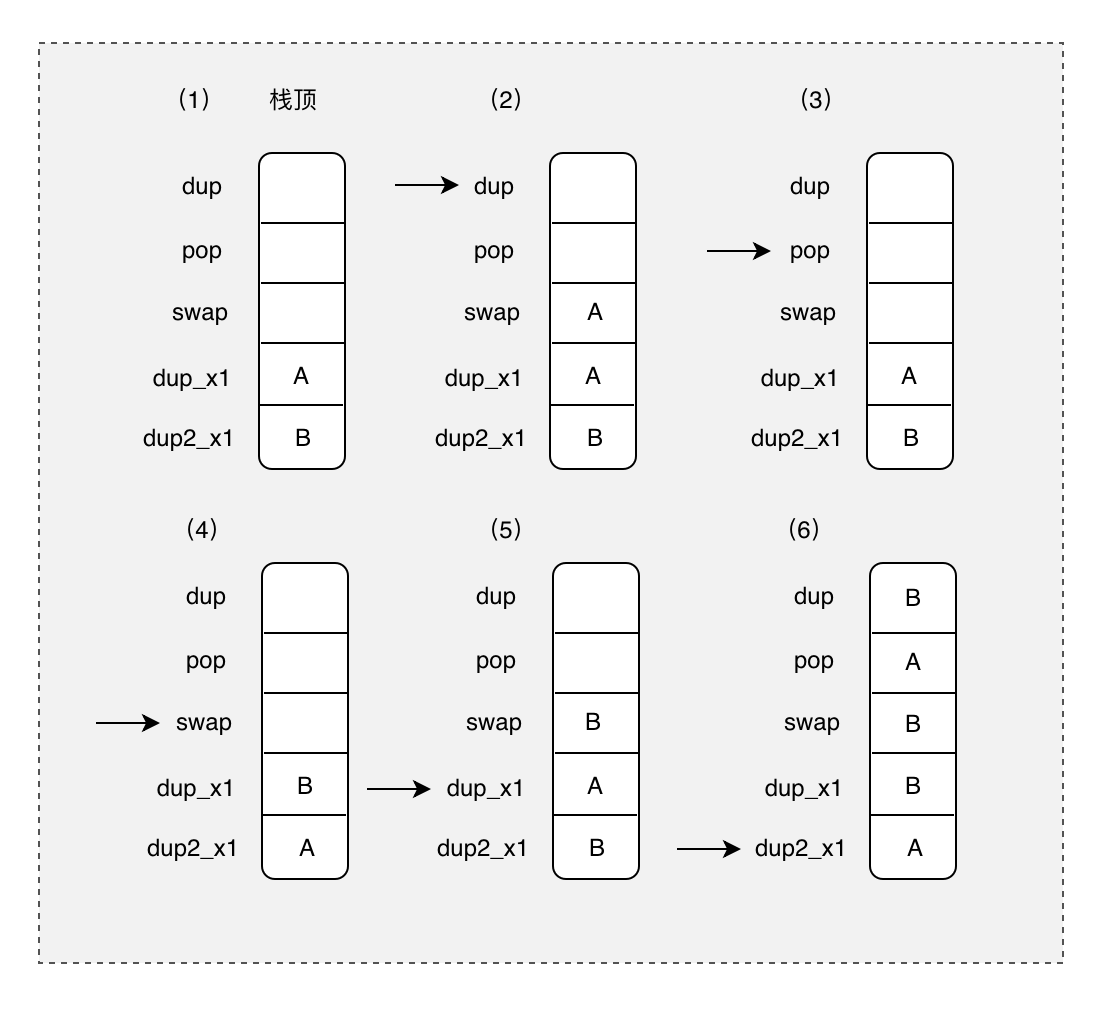 （1） 栈顶 （2） （3）
dup dup dup
pop pop pop
swap swap A swap
dup_x1 A dup_x1 A dup_x1 A
dup2_x1 B dup2_x1 B dup2_x1 B
（4） （5） （6）
dup dup dup B
pop pop pop A
swap swap B swap B
dup_x1 B dup_x1 A dup_x1 B
dup2_x1 A dup2_x1 B dup2_x1 A